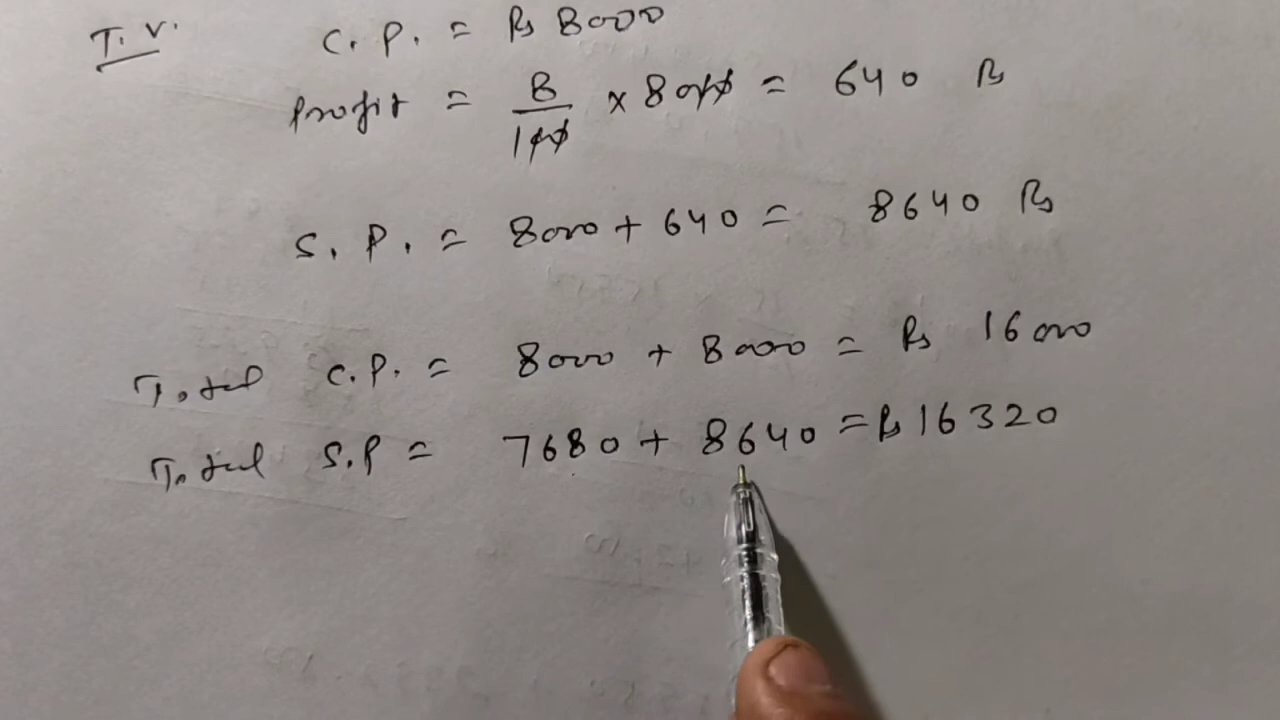 T. V. C. P. = Rs 8000
Profit = 8/100 × 8000 = 640 Rs
S. P. = 8000 + 640 = 8640 Rs
Total C.P. = 8000 + 8000 = Rs 16000
Total S.P = 7680 + 8640 = Rs 16320